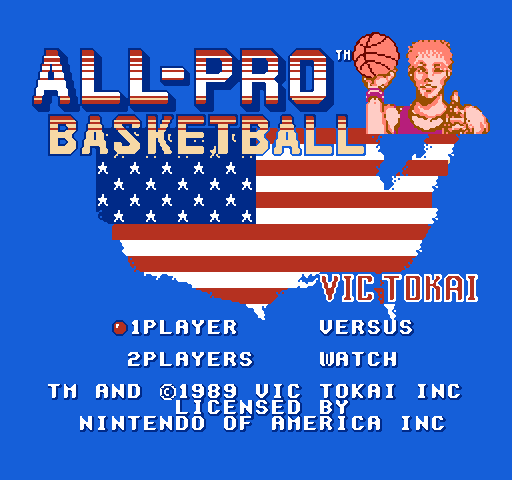 ALL-PRO™
BASKETBALL
VIC TOKAI
1PLAYER VERSUS
2PLAYERS WATCH
TM AND ©1989 VIC TOKAI INC
LICENSED BY
NINTENDO OF AMERICA INC